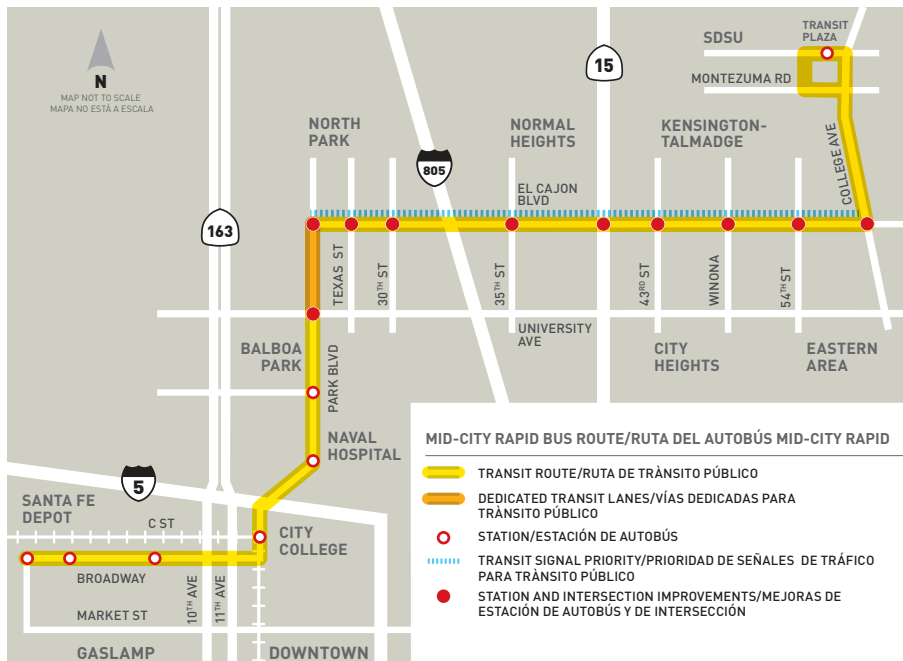 N
MAP NOT TO SCALE
MAPA NO ESTÁ A ESCALA
SDSU
TRANSIT
PLAZA
MONTEZUMA RD
15
NORTH
PARK
NORMAL
HEIGHTS
KENSINGTON-
TALMADGE
COLLEGE AVE
805
EL CAJON
BLVD
163
TEXAS ST
30TH ST
35TH ST
43RD ST
WINONA
54TH ST
UNIVERSITY
AVE
BALBOA
PARK
PARK BLVD
CITY
HEIGHTS
EASTERN
AREA
NAVAL
HOSPITAL
5
SANTA FE
DEPOT
C ST
CITY
COLLEGE
BROADWAY
10TH AVE
11TH AVE
MARKET ST
GASLAMP
DOWNTOWN
MID-CITY RAPID BUS ROUTE/RUTA DEL AUTOBÚS MID-CITY RAPID
TRANSIT ROUTE/RUTA DE TRÀNSITO PÚBLICO
DEDICATED TRANSIT LANES/VÍAS DEDICADAS PARA
TRÀNSITO PÚBLICO
STATION/ESTACIÓN DE AUTOBÚS
TRANSIT SIGNAL PRIORITY/PRIORIDAD DE SEÑALES DE TRÁFICO
PARA TRÀNSITO PÚBLICO
STATION AND INTERSECTION IMPROVEMENTS/MEJORAS DE
ESTACIÓN DE AUTOBÚS Y DE INTERSECCIÓN